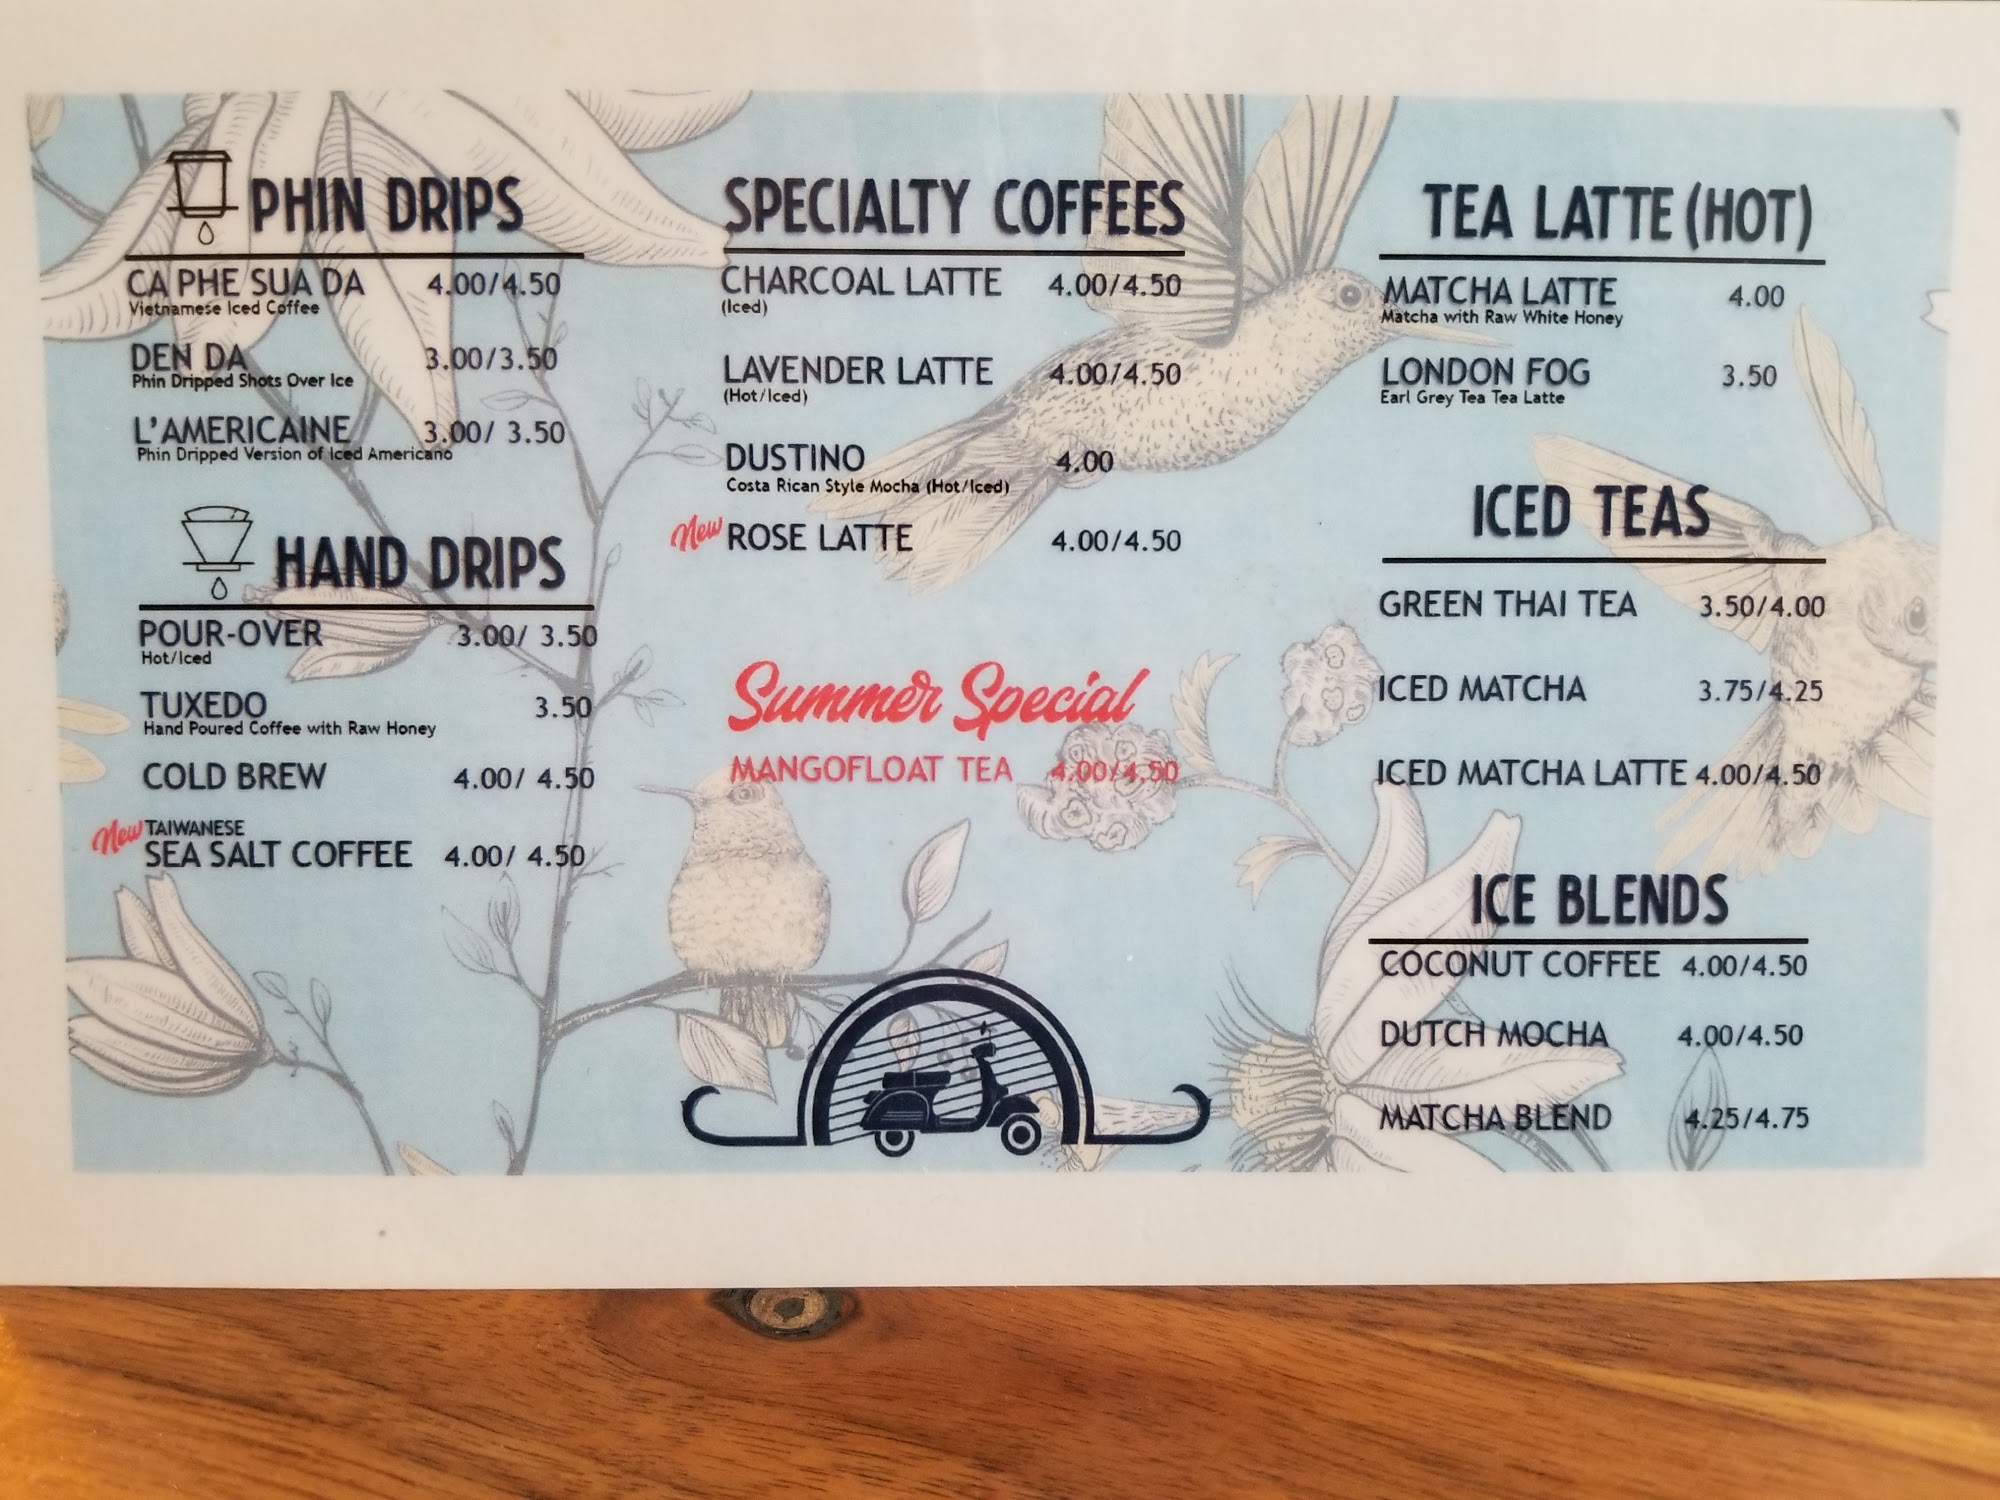 PHIN DRIPS
CA PHE SUA DA 4.00/4.50
Vietnamese Iced Coffee
DEN DA 3.00/3.50
Phin Dripped Shots Over Ice
L'AMERICAINE 3.00/ 3.50
Phin Dripped Version of Iced Americano
HAND DRIPS
POUR-OVER 3.00/ 3.50
Hot/Iced
TUXEDO 3.50
Hand Poured Coffee with Raw Honey
COLD BREW 4.00/ 4.50
New TAIWANESE
SEA SALT COFFEE 4.00/ 4.50
SPECIALTY COFFEES
CHARCOAL LATTE 4.00/4.50
(Iced)
LAVENDER LATTE 4.00/4.50
(Hot/Iced)
DUSTINO 4.00
Costa Rican Style Mocha (Hot/Iced)
New ROSE LATTE 4.00/4.50
Summer Special
MANGOFLOAT TEA 4.00/4.50
TEA LATTE (HOT)
MATCHA LATTE 4.00
Matcha with Raw White Honey
LONDON FOG 3.50
Earl Grey Tea Tea Latte
ICED TEAS
GREEN THAI TEA 3.50/4.00
ICED MATCHA 3.75/4.25
ICED MATCHA LATTE 4.00/4.50
ICE BLENDS
COCONUT COFFEE 4.00/4.50
DUTCH MOCHA 4.00/4.50
MATCHA BLEND 4.25/4.75